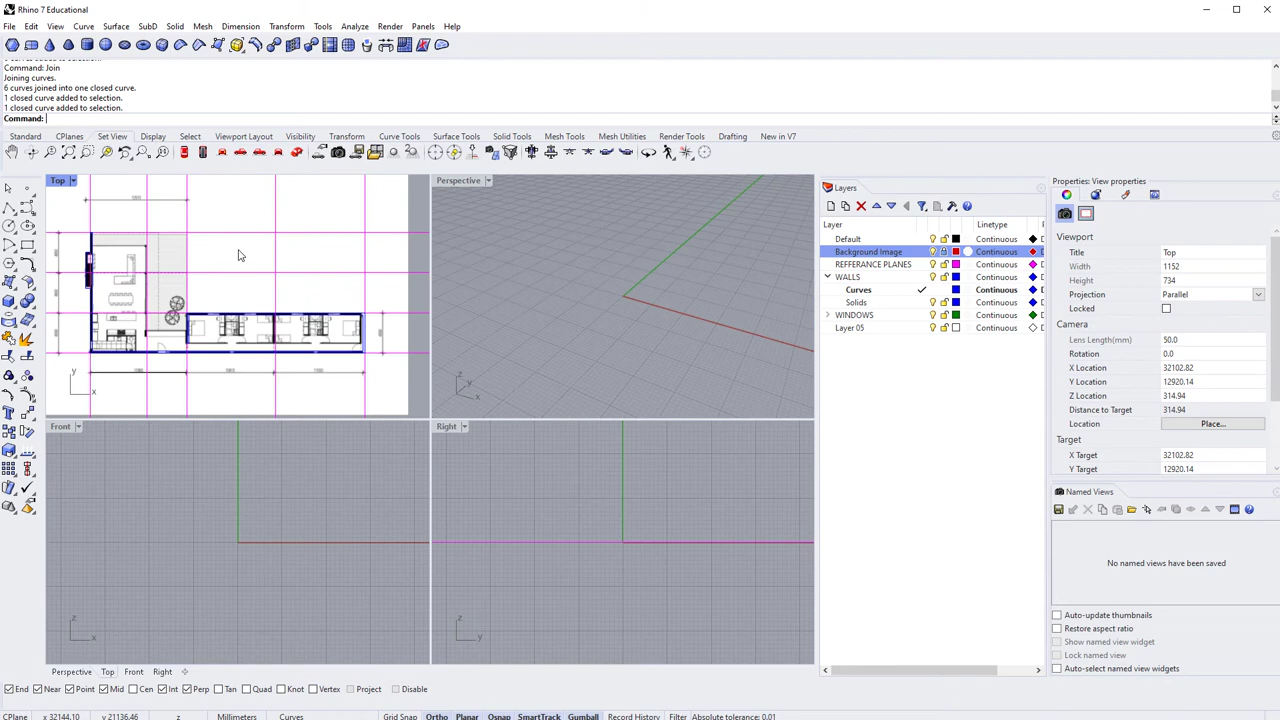 Rhino 7 Educational
File Edit View Curve Surface SubD Solid Mesh Dimension Transform Tools Analyze Render Panels Help
Command: Join
Joining curves.
6 curves joined into one closed curve.
1 closed curve added to selection.
1 closed curve added to selection.
Command:
Standard CPlanes Set View Display Select Viewport Layout Visibility Transform Curve Tools Surface Tools Solid Tools Mesh Tools Mesh Utilities Render Tools Drafting New in V7
Top
y
x
Perspective
z
y
x
Front
z
x
Right
z
y
Perspective Top Front Right
Layers
Layer Linetype
Default Continuous
Background Image Continuous
REFFERANCE PLANES Continuous
WALLS Continuous
Curves Continuous
Solids Continuous
WINDOWS Continuous
Layer 05 Continuous
Properties: View properties
Viewport
Title Top
Width 1152
Height 734
Projection Parallel
Locked
Camera
Lens Length(mm) 50.0
Rotation 0.0
X Location 32102.82
Y Location 12920.14
Z Location 314.94
Distance to Target 314.94
Location Place...
Target
X Target 32102.82
Y Target 12920.14
Named Views
No named views have been saved
Auto-update thumbnails
Restore aspect ratio
Show named view widget
Lock named view
Auto-select named view widgets
End Near Point Mid Cen Int Perp Tan Quad Knot Vertex Project Disable
CPlane x 32144.10 y 21136.46 z Millimeters Curves Grid Snap Ortho Planar Osnap SmartTrack Gumball Record History Filter Absolute tolerance: 0.01